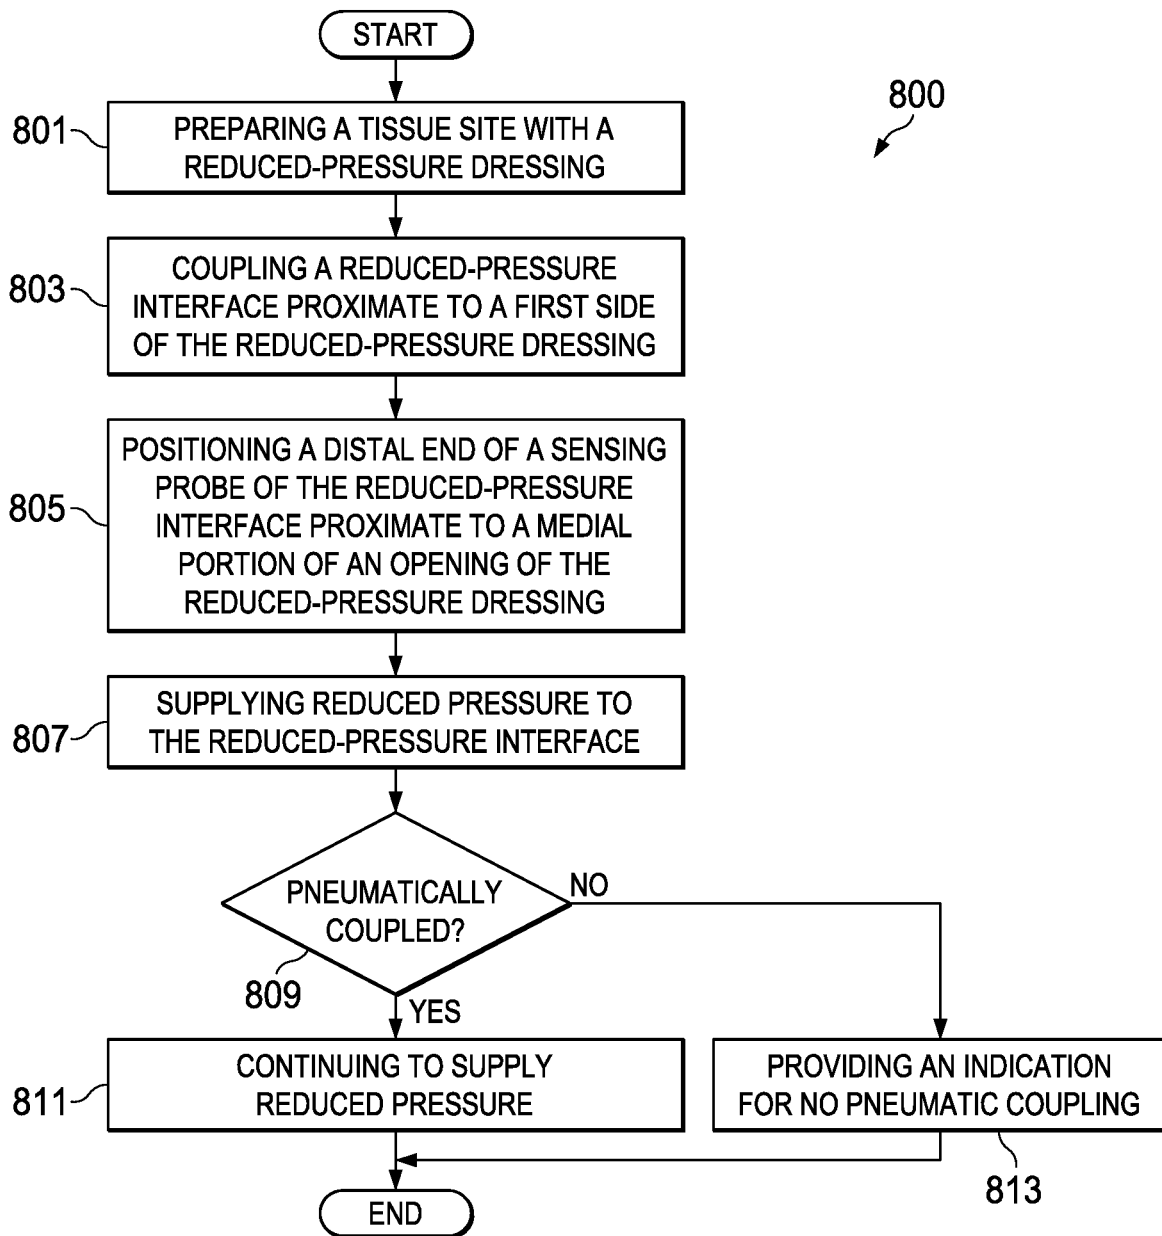 START
800
801
PREPARING A TISSUE SITE WITH A
REDUCED-PRESSURE DRESSING
803
COUPLING A REDUCED-PRESSURE
INTERFACE PROXIMATE TO A FIRST SIDE
OF THE REDUCED-PRESSURE DRESSING
805
POSITIONING A DISTAL END OF A SENSING
PROBE OF THE REDUCED-PRESSURE
INTERFACE PROXIMATE TO A MEDIAL
PORTION OF AN OPENING OF THE
REDUCED-PRESSURE DRESSING
807
SUPPLYING REDUCED PRESSURE TO
THE REDUCED-PRESSURE INTERFACE
PNEUMATICALLY
COUPLED?
NO
809
YES
811
CONTINUING TO SUPPLY
REDUCED PRESSURE
PROVIDING AN INDICATION
FOR NO PNEUMATIC COUPLING
813
END